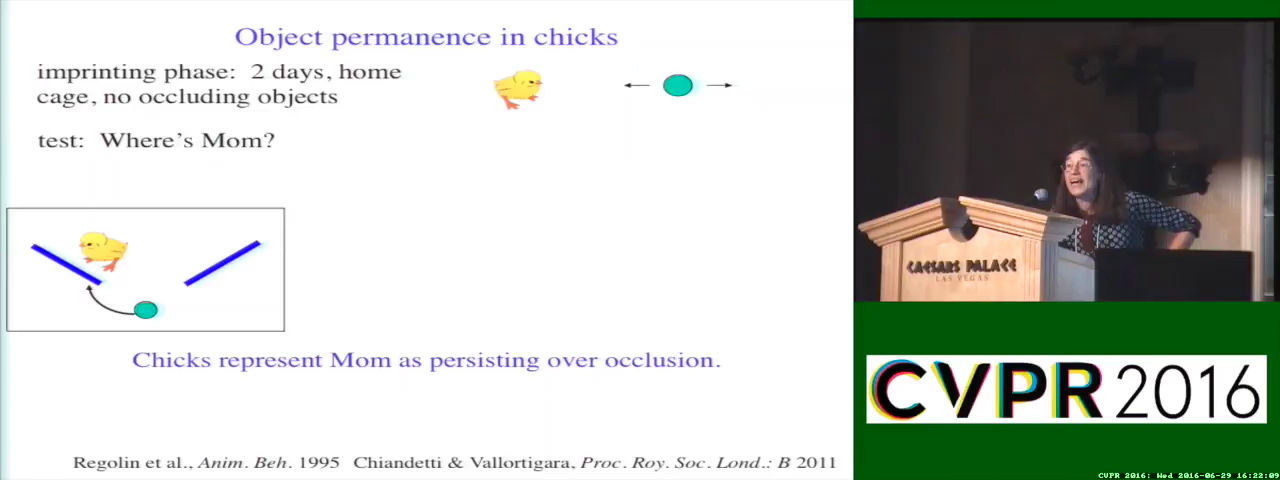 Object permanence in chicks
imprinting phase: 2 days, home
cage, no occluding objects
test: Where's Mom?
Chicks represent Mom as persisting over occlusion.
Regolin et al., Anim. Beh. 1995 Chiandetti & Vallortigara, Proc. Roy. Soc. Lond.: B 2011
CAESARS PALACE
LAS VEGAS
CVPR 2016
CVPR 2016: Wed 2016-06-29 16:22:09